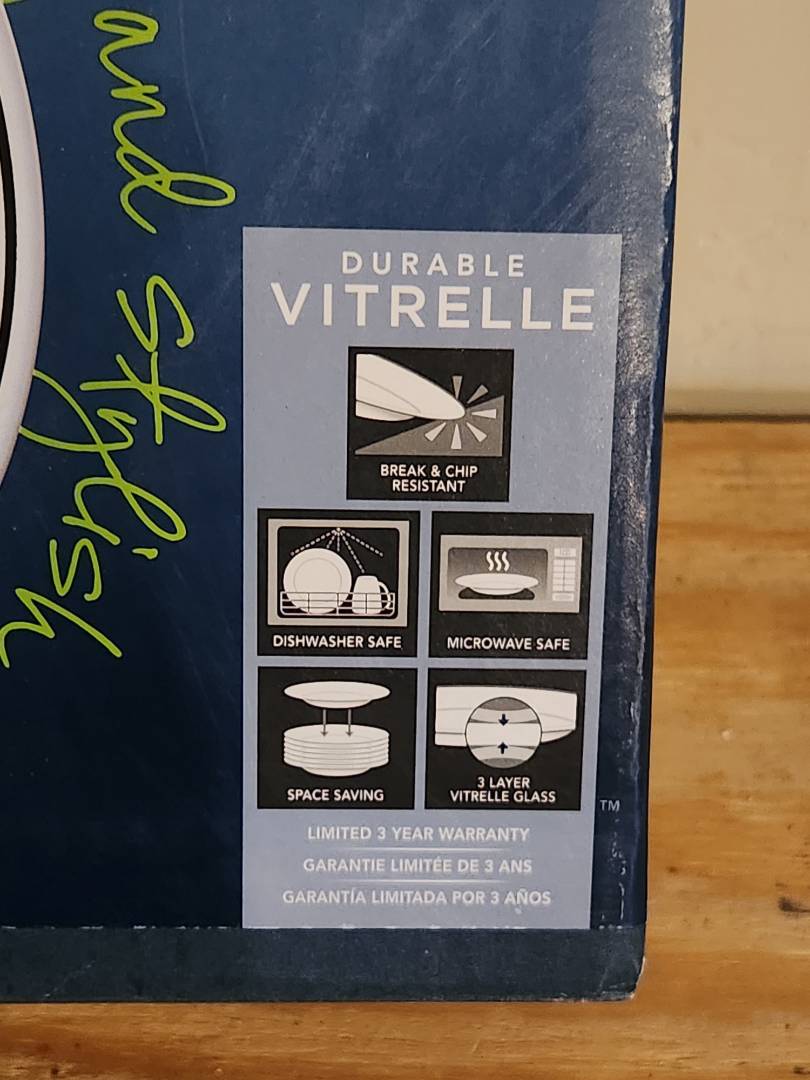 and stylish
DURABLE
VITRELLE
BREAK & CHIP
RESISTANT
DISHWASHER SAFE
MICROWAVE SAFE
SPACE SAVING
3 LAYER
VITRELLE GLASS
TM
LIMITED 3 YEAR WARRANTY
GARANTIE LIMITÉE DE 3 ANS
GARANTÍA LIMITADA POR 3 AÑOS